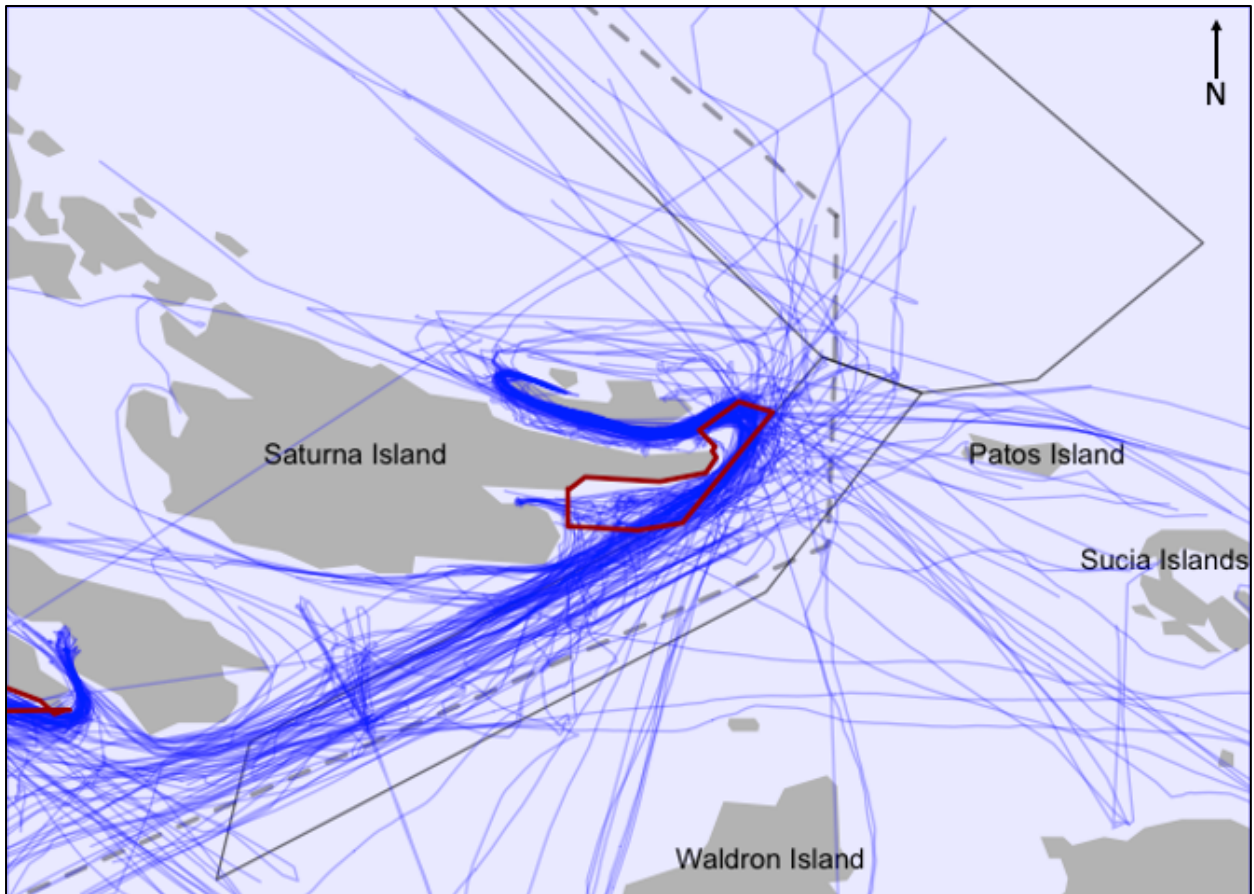 N
Saturna Island
Patos Island
Sucia Islands
Waldron Island